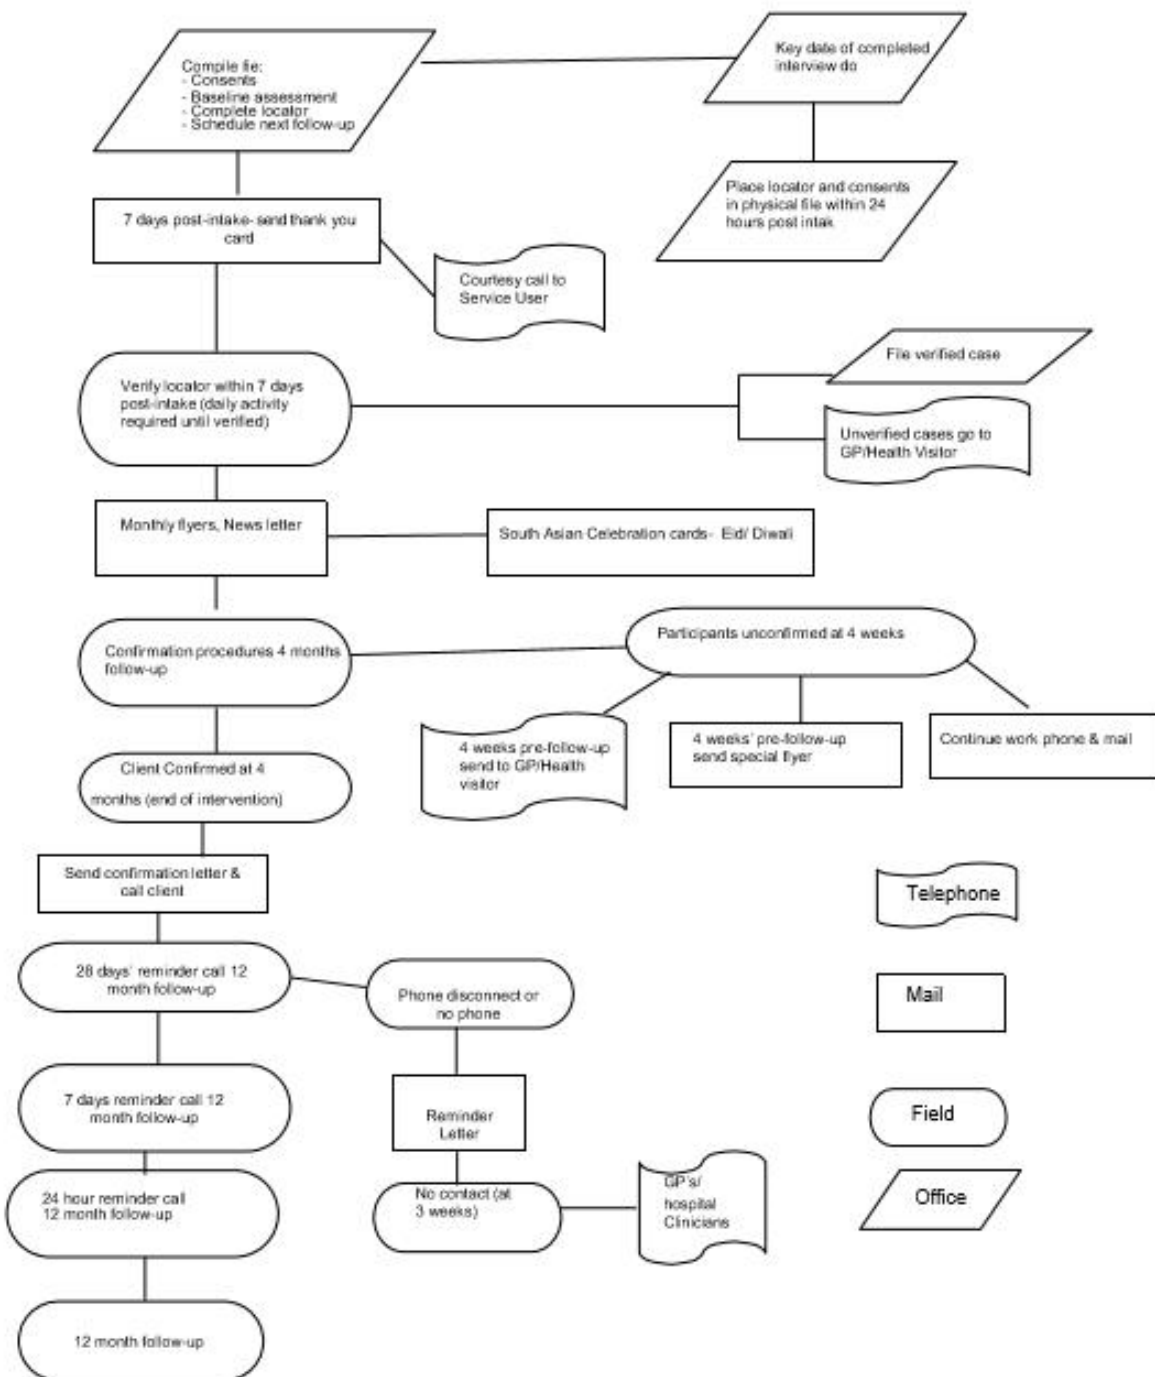 Compile fie:
- Consents
- Baseline assessment
- Complete locator
- Schedule next follow-up
Key date of completed
interview do
Place locator and consents
in physical file within 24
hours post intak
7 days post-intake- send thank you
card
Courtesy call to
Service User
File verified case
Verify locator within 7 days
post-intake (daily activity
required until verified)
Unverified cases go to
GP/Health Visitor
Monthly flyers, News letter
South Asian Celebration cards- Eid/ Diwali
Confirmation procedures 4 months
follow-up
Participants unconfirmed at 4 weeks
4 weeks pre-follow-up
send to GP/Health
visitor
4 weeks' pre-follow-up
send special flyer
Continue work phone & mail
Client Confirmed at 4
months (end of intervention)
Send confirmation letter &
call client
28 days' reminder call 12
month follow-up
Phone disconnect or
no phone
7 days reminder call 12
month follow-up
Reminder
Letter
24 hour reminder call
12 month follow-up
No contact (at
3 weeks)
GP's/
hospital
Clinicians
12 month follow-up
Telephone
Mail
Field
Office